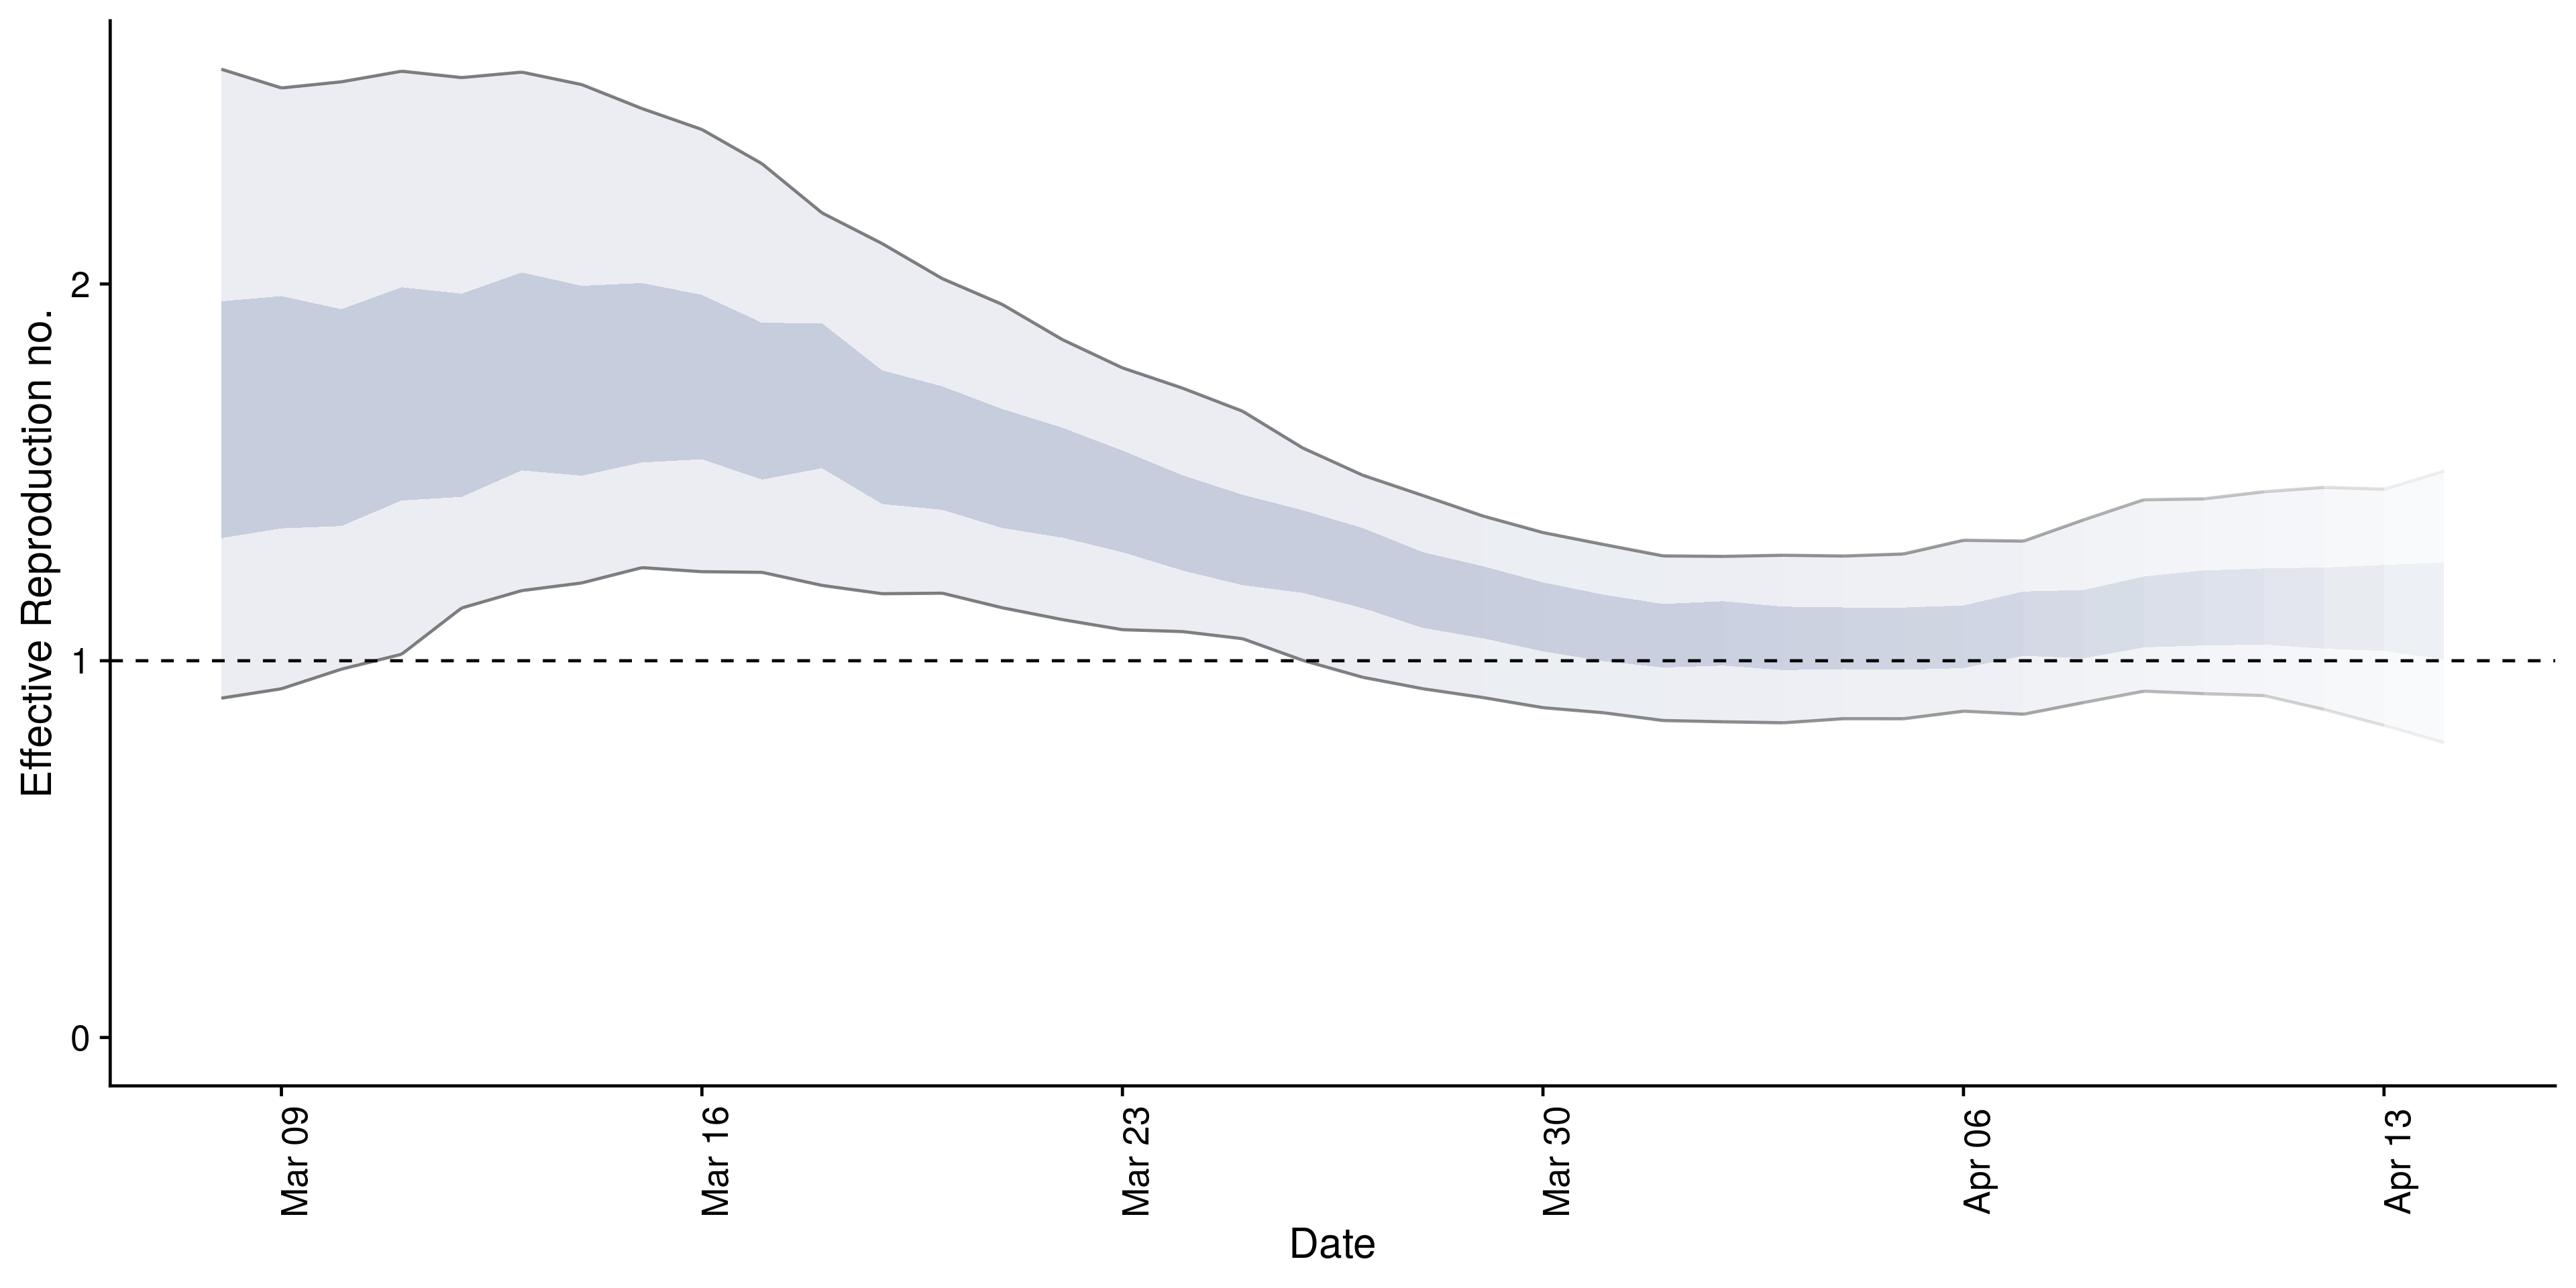 Effective Reproduction no.
2
1
0
Mar 09
Mar 16
Mar 23
Mar 30
Apr 06
Apr 13
Date